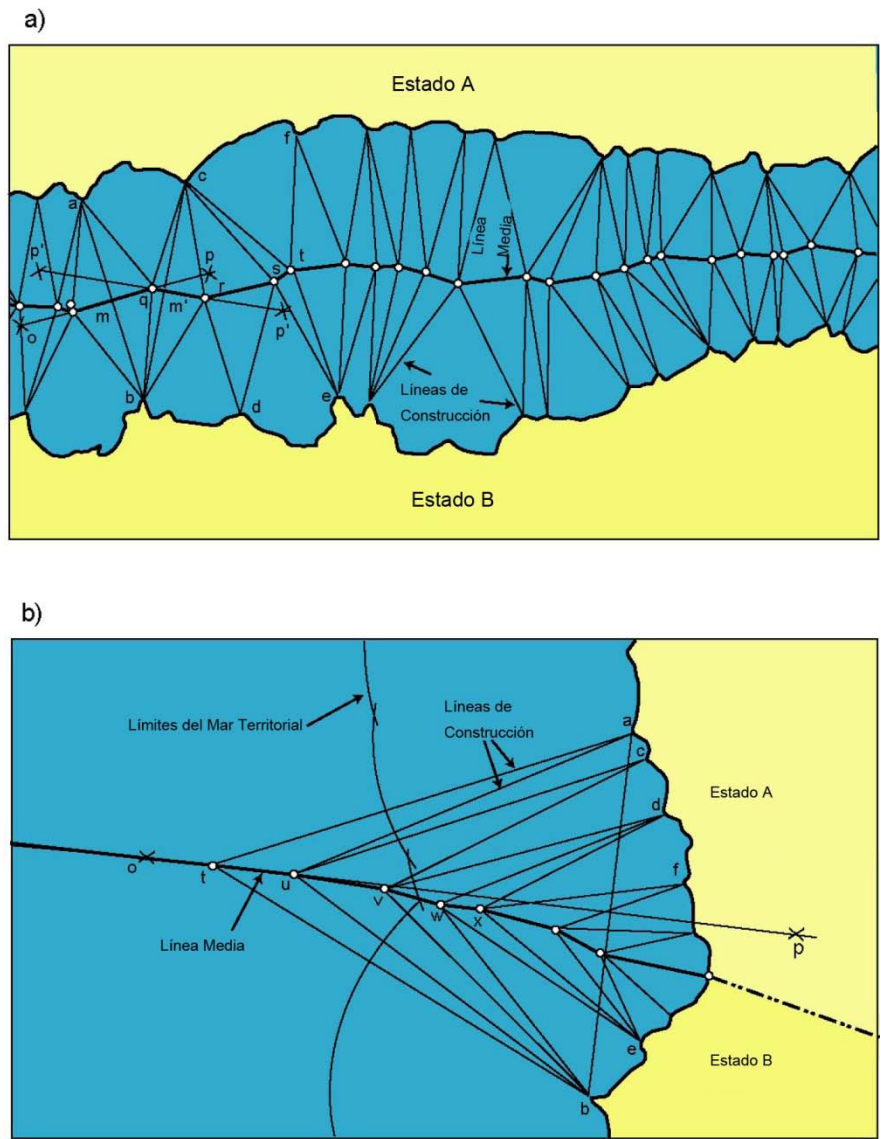 a)
Estado A
f
c
a
p'
p
t
s
Línea
Media
q
r
m
m'
p'
o
b
d
e
Líneas de
Construcción
Estado B
b)
Límites del Mar Territorial
Líneas de
Construcción
a
c
d
Estado A
f
o
t
u
v
w
x
p
Línea Media
e
Estado B
b